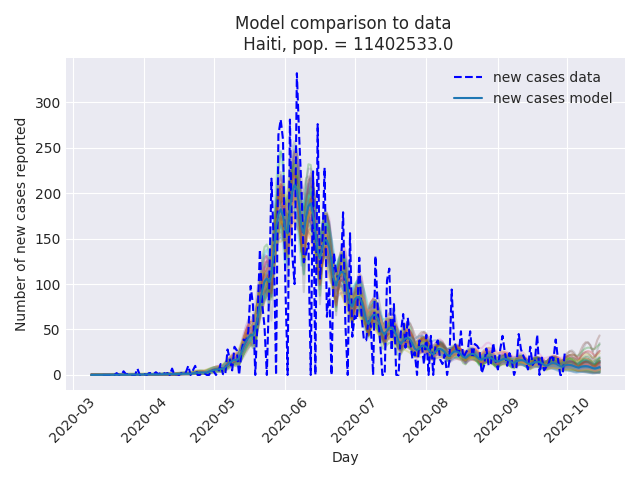 Model comparison to data
Haiti, pop. = 11402533.0
new cases data
new cases model
Number of new cases reported
300
250
200
150
100
50
0
2020-03
2020-04
2020-05
2020-06
2020-07
2020-08
2020-09
2020-10
Day